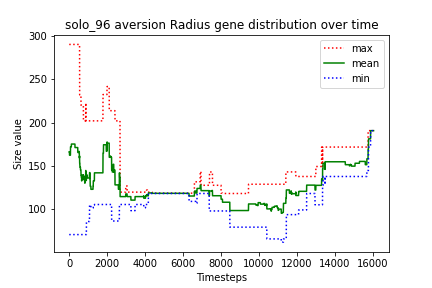 solo_96 aversion Radius gene distribution over time
max
mean
min
Size value
300
250
200
150
100
0
2000
4000
6000
8000
10000
12000
14000
16000
Timesteps